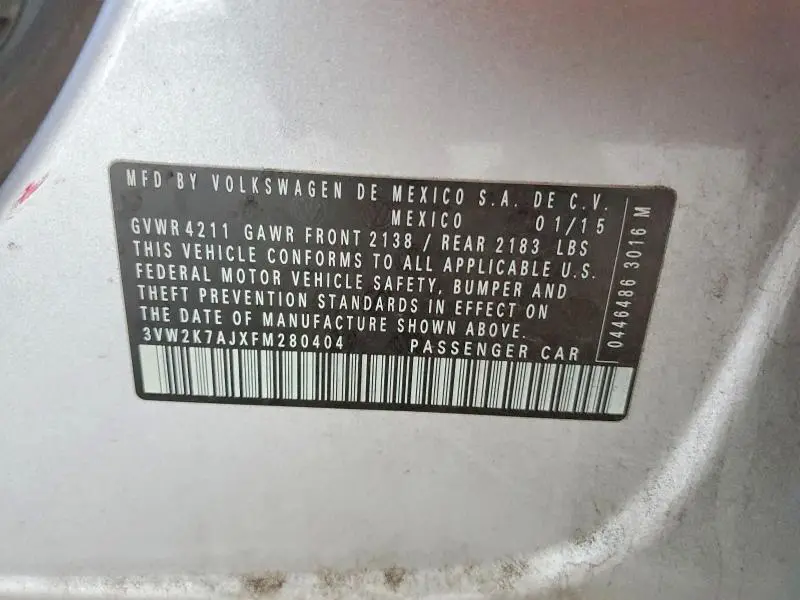 MFD BY VOLKSWAGEN DE MEXICO S.A. DE C.V.
MEXICO 01/15
GVWR 4211 GAWR FRONT 2138 / REAR 2183 LBS
THIS VEHICLE CONFORMS TO ALL APPLICABLE U.S.
FEDERAL MOTOR VEHICLE SAFETY, BUMPER AND
THEFT PREVENTION STANDARDS IN EFFECT ON
THE DATE OF MANUFACTURE SHOWN ABOVE.
3VW2K7AJXFM280404 PASSENGER CAR
0446486 3016 M